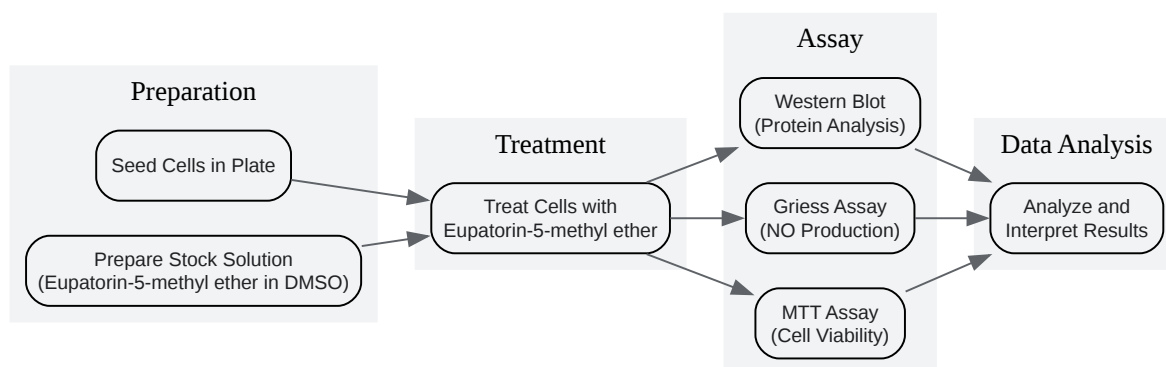 Preparation
Seed Cells in Plate
Prepare Stock Solution
(Eupatorin-5-methyl ether in DMSO)
Treatment
Treat Cells with
Eupatorin-5-methyl ether
Assay
Western Blot
(Protein Analysis)
Griess Assay
(NO Production)
MTT Assay
(Cell Viability)
Data Analysis
Analyze and
Interpret Results